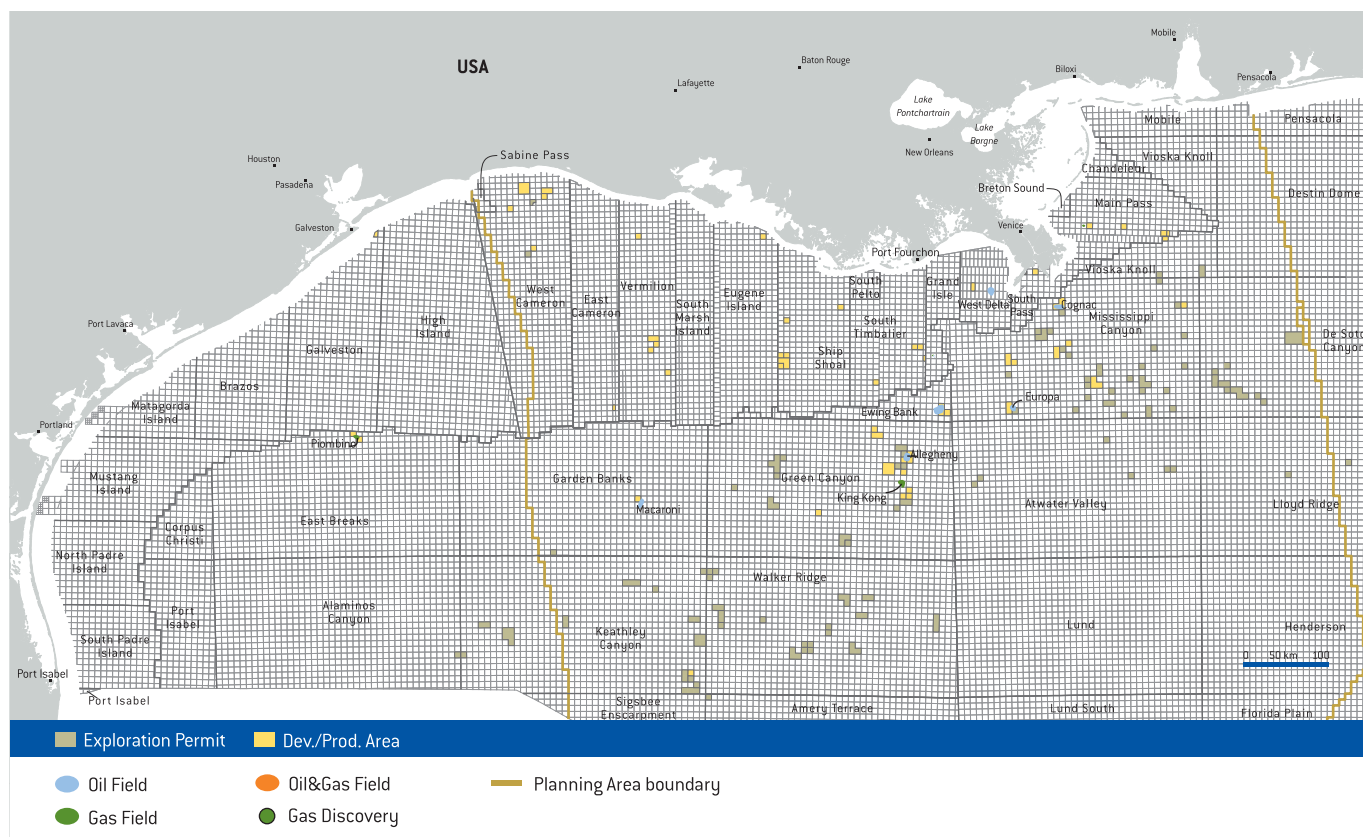 Mobile
Baton Rouge
USA
Biloxi
Pensacola
Lafayette
Lake
Pontchartrain
Mobile
Pensacola
Lake
Borgne
New Orleans
Sabine Pass
Houston
Vioska Knoll
Chandeleur
Pasadena
Breton Sound
Destin Dome
Main Pass
Galveston
Venice
Port Fourchon
Vioska Knoll
South
Pelto
Grand
Isle
West
Cameron
East
Cameron
Vermilion
Eugene
Island
South
Marsh
Island
West Delta
South
Pass
Cognac
Mississippi
Canyon
Port Lavaca
High
Island
South
Timbalier
De Soto
Canyon
Galveston
Ship
Shoal
Brazos
Europa
Matagorda
Island
Ewing Bank
Portland
Piombino
Allegheny
Mustang
Island
Garden Banks
Green Canyon
King Kong
Macaroni
Atwater Valley
Lloyd Ridge
East Breaks
Corpus
Christi
North Padre
Island
Walker Ridge
Alaminos
Canyon
Port
Isabel
Lund
Henderson
South Padre
Island
Keathley
Canyon
0 50 km 100
Port Isabel
Port Isabel
Sigsbee
Enscarpment
Amery Terrace
Lund South
Florida Plain
Exploration Permit
Dev./Prod. Area
Oil Field
Oil&Gas Field
Planning Area boundary
Gas Field
Gas Discovery